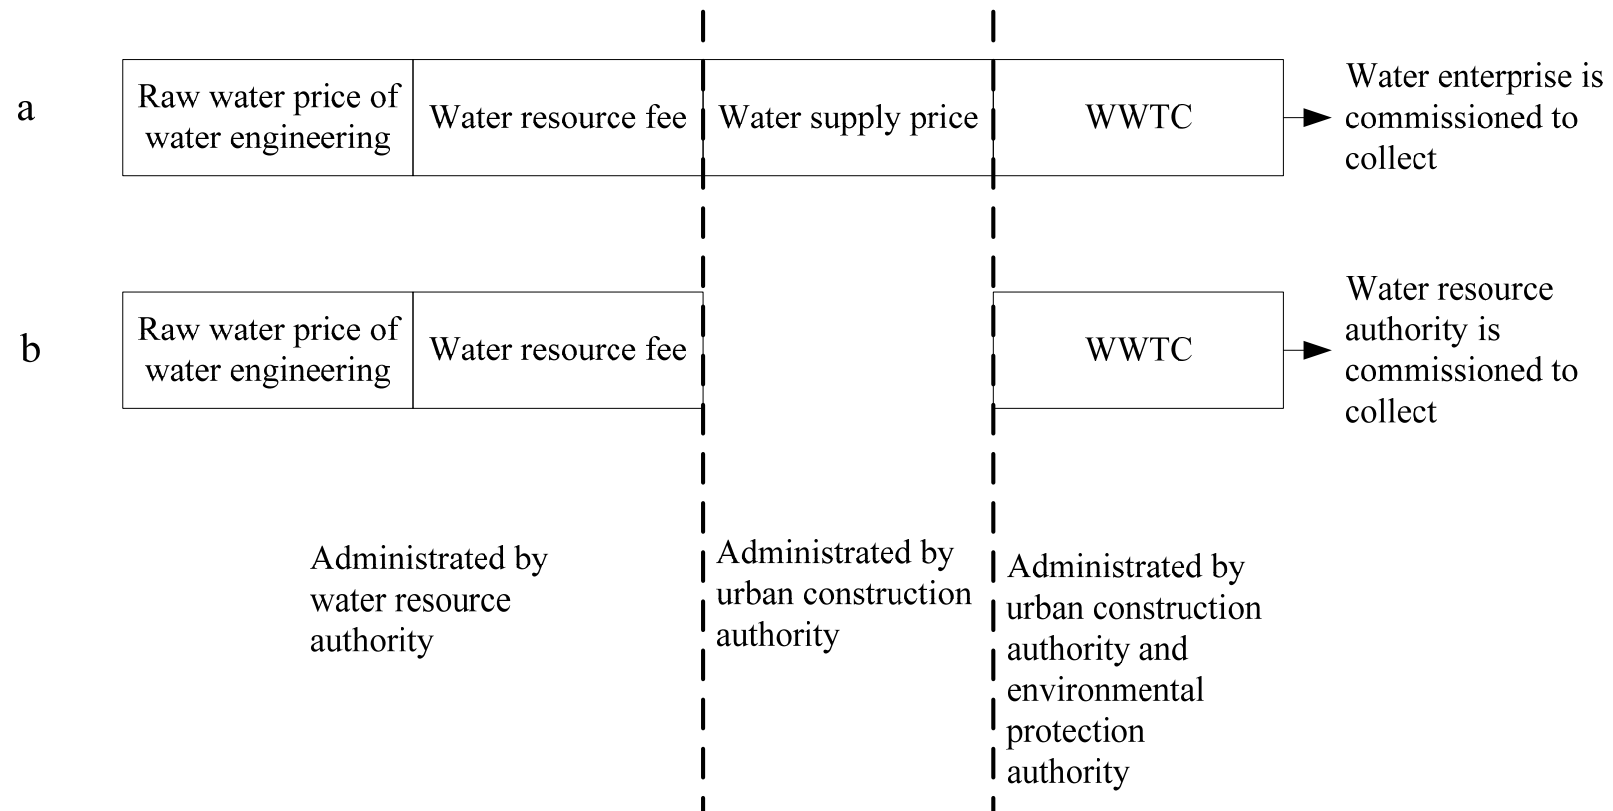 a
Raw water price of
water engineering
Water resource fee
Water supply price
WWTC
Water enterprise is
commissioned to
collect
b
Raw water price of
water engineering
Water resource fee
WWTC
Water resource
authority is
commissioned to
collect
Administrated by
water resource
authority
Administrated by
urban construction
authority
Administrated by
urban construction
authority and
environmental
protection
authority